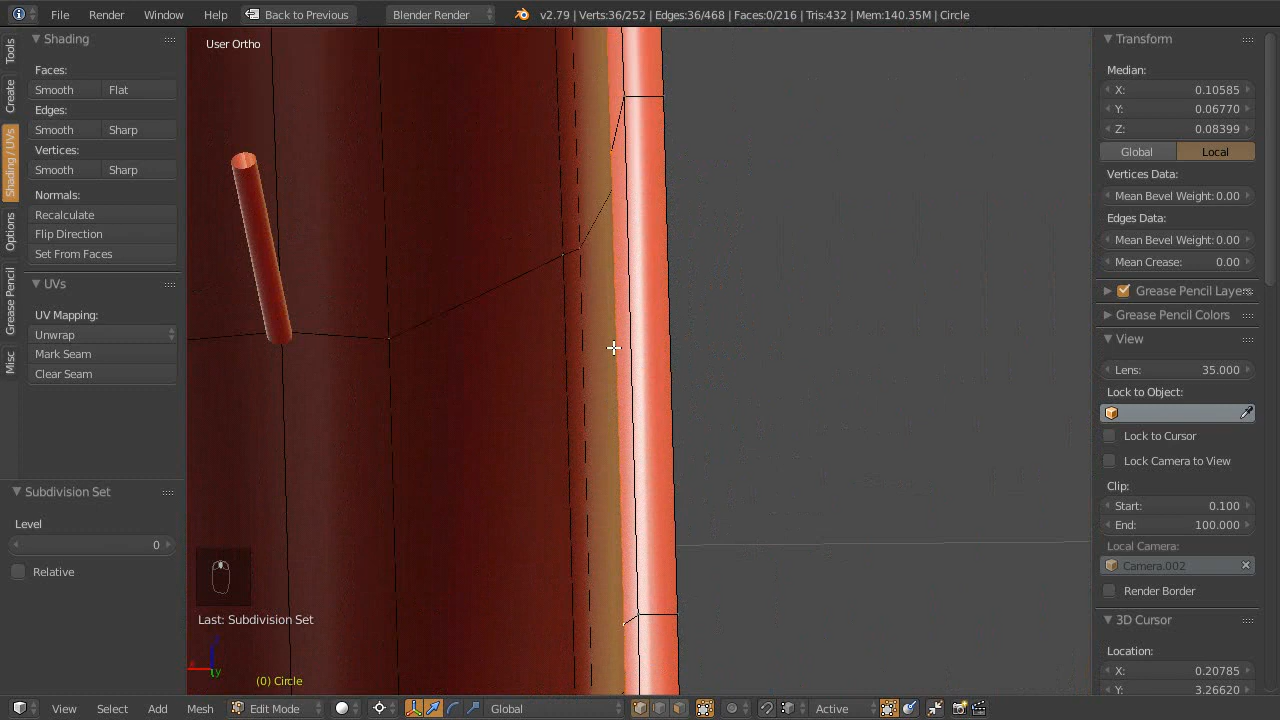 File Render Window Help Back to Previous Blender Render v2.79 | Verts:36/252 | Edges:36/468 | Faces:0/216 | Tris:432 | Mem:140.35M | Circle
Tools
Create
Shading / UVs
Options
Grease Pencil
Misc
Shading
Faces:
Smooth Flat
Edges:
Smooth Sharp
Vertices:
Smooth Sharp
Normals:
Recalculate
Flip Direction
Set From Faces
UVs
UV Mapping:
Unwrap
Mark Seam
Clear Seam
Subdivision Set
Level
0
Relative
User Ortho
Last: Subdivision Set
y
(0) Circle
Transform
Median:
X: 0.10585
Y: 0.06770
Z: 0.08399
Global Local
Vertices Data:
Mean Bevel Weight: 0.00
Edges Data:
Mean Bevel Weight: 0.00
Mean Crease: 0.00
Grease Pencil Layers
Grease Pencil Colors
View
Lens: 35.000
Lock to Object:
Lock to Cursor
Lock Camera to View
Clip:
Start: 0.100
End: 100.000
Local Camera:
Camera.002
Render Border
3D Cursor
Location:
X: 0.20785
Y: 3.26620
View Select Add Mesh Edit Mode Global Active